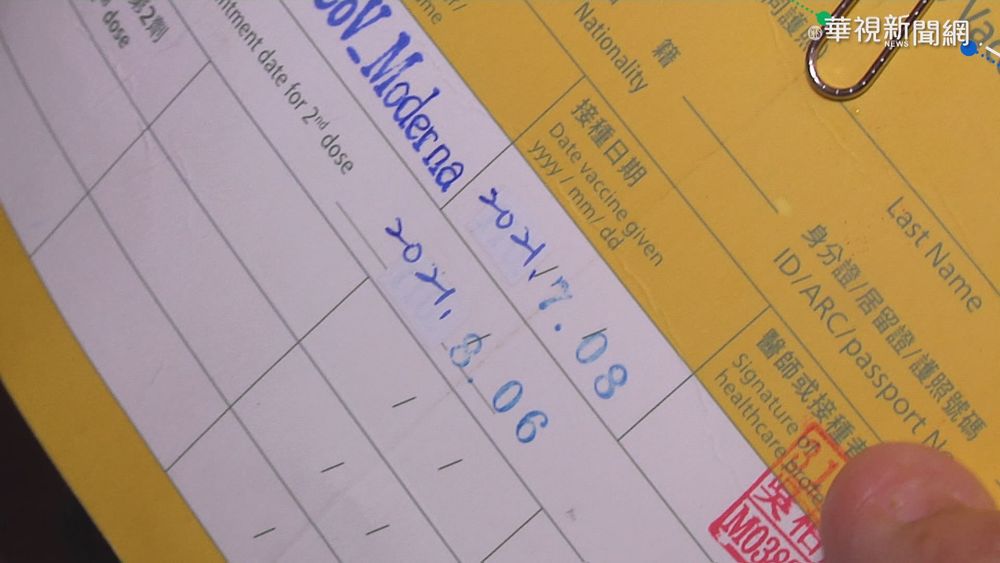 華視新聞網
NEWS
第2劑
dose
ntment date for 2nd dose
oV_Moderna
2021.7.08
2021.8.06
籍
Nationality
接種日期
Date vaccine given
yyyy / mm/ dd
Last Name
身分證/居留證/護照號碼
ID/ARC/passport No
醫師或接種者
Signature
healthcare